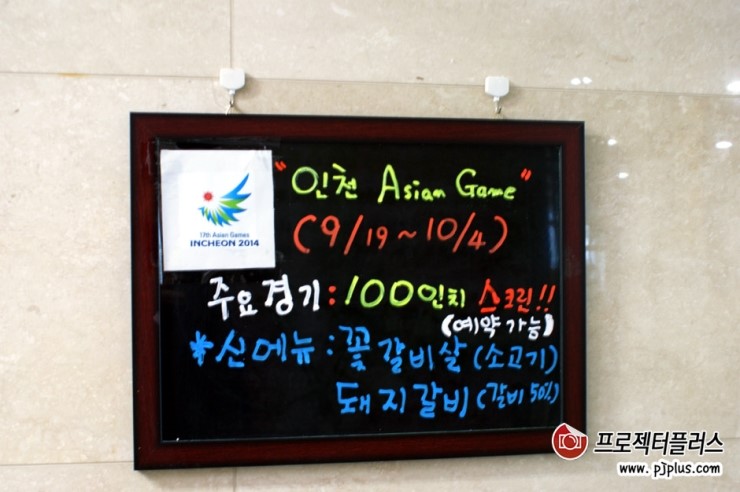 17th Asian Games
INCHEON 2014
"인천 Asian Game"
(9/19~10/4)
주요경기:100인치 스크린!!
(예약가능)
*신메뉴:꽃갈비살(소고기)
돼지갈비(갈비50%)
프로젝터플러스
www.pjplus.com